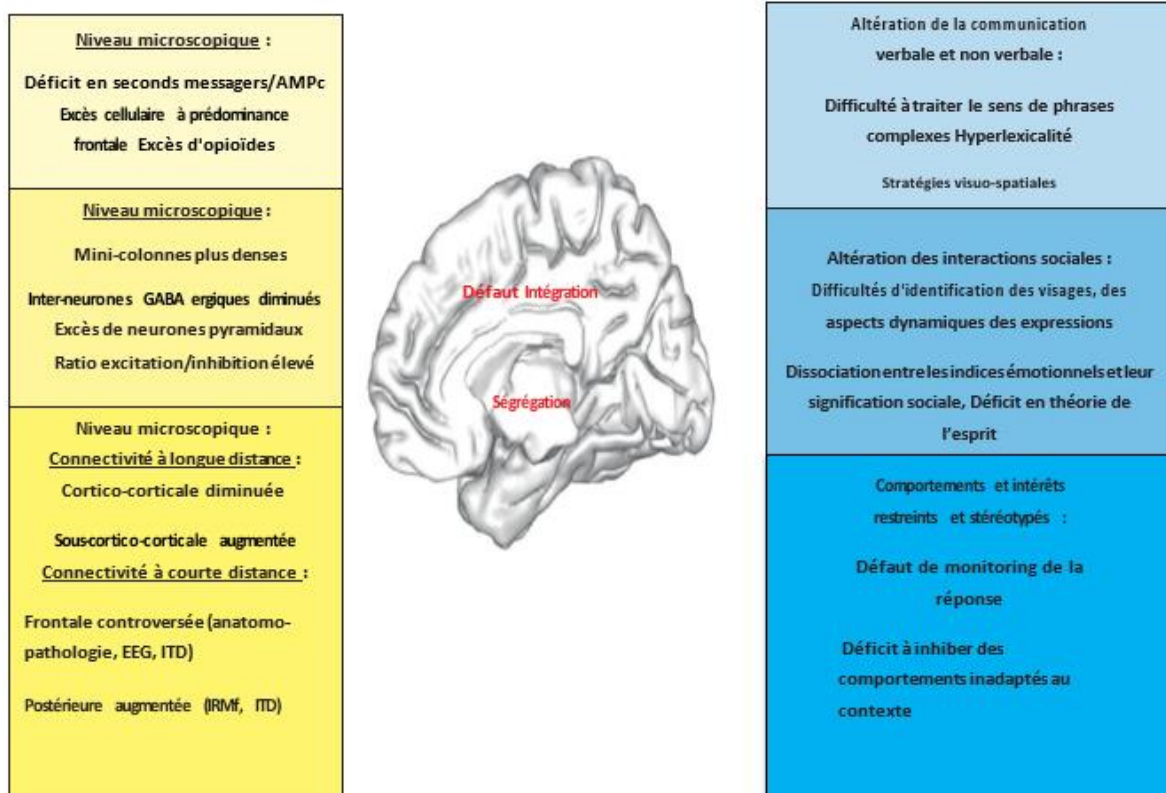 Niveau microscopique :
Déficit en seconds messagers/AMPc
Excès cellulaire à prédominance
frontale Excès d'opioïdes
Niveau microscopique :
Mini-colonnes plus denses
Inter-neurones GABA ergiques diminués
Excès de neurones pyramidaux
Ratio excitation/inhibition élevé
Niveau microscopique :
Connectivité à longue distance :
Cortico-corticale diminuée
Sous-cortico-corticale augmentée
Connectivité à courte distance :
Frontale controversée (anatomo-
pathologie, EEG, ITD)
Postérieure augmentée (IRMf, ITD)
Défaut Intégration
Ségrégation
Altération de la communication
verbale et non verbale :
Difficulté à traiter le sens de phrases
complexes Hyperlexicalité
Stratégies visuo-spatiales
Altération des interactions sociales :
Difficultés d'identification des visages, des
aspects dynamiques des expressions
Dissociation entre les indices émotionnels et leur
signification sociale, Déficit en théorie de
l'esprit
Comportements et intérêts
restreints et stéréotypés :
Défaut de monitoring de la
réponse
Déficit à inhiber des
comportements inadaptés au
contexte